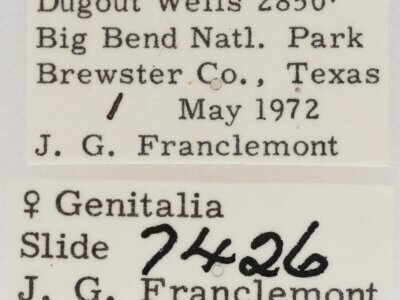 Dugout Wells 2850'
Big Bend Natl. Park
Brewster Co., Texas
1 May 1972
J. G. Franclemont
♀ Genitalia
Slide 7426
J. G. Franclemont